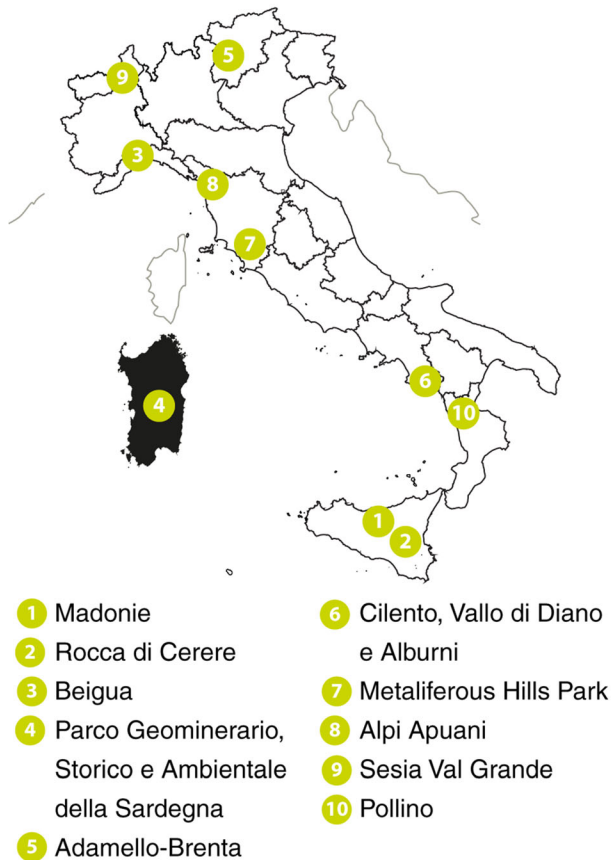 5
9
3
8
7
4
6
10
1
2
1 Madonie
2 Rocca di Cerere
3 Beigua
4 Parco Geominerario,
Storico e Ambientale
della Sardegna
5 Adamello-Brenta
6 Cilento, Vallo di Diano
e Alburni
7 Metaliferous Hills Park
8 Alpi Apuani
9 Sesia Val Grande
10 Pollino